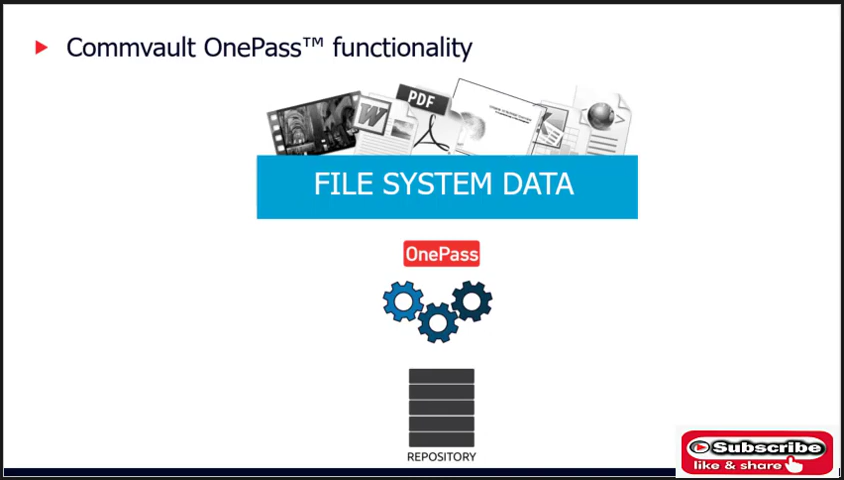 Commvault OnePass™ functionality
PDF
W
FILE SYSTEM DATA
OnePass
REPOSITORY
Subscribe
like & share